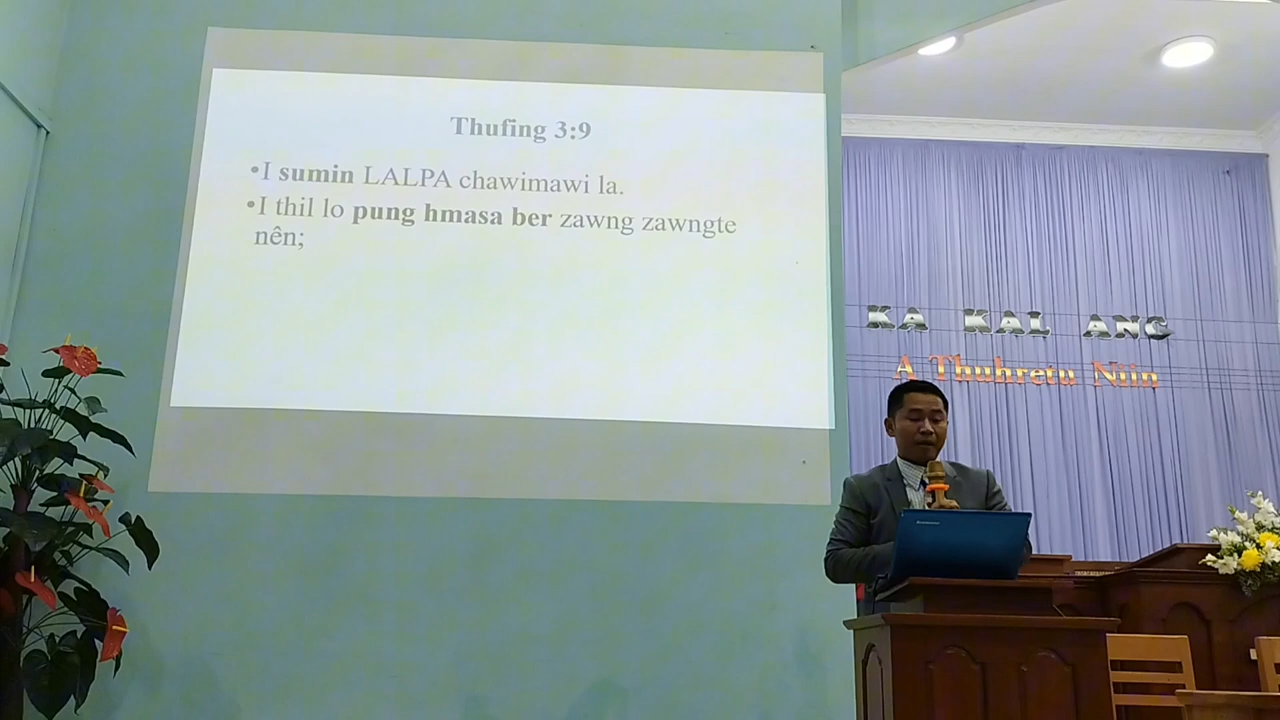 Thufing 3:9
•I sumin LALPA chawimawi la.
•I thil lo pung hmasa ber zawng zawngte
nên;
KA KAL ANG
A Thuhretu Niin
lenovo